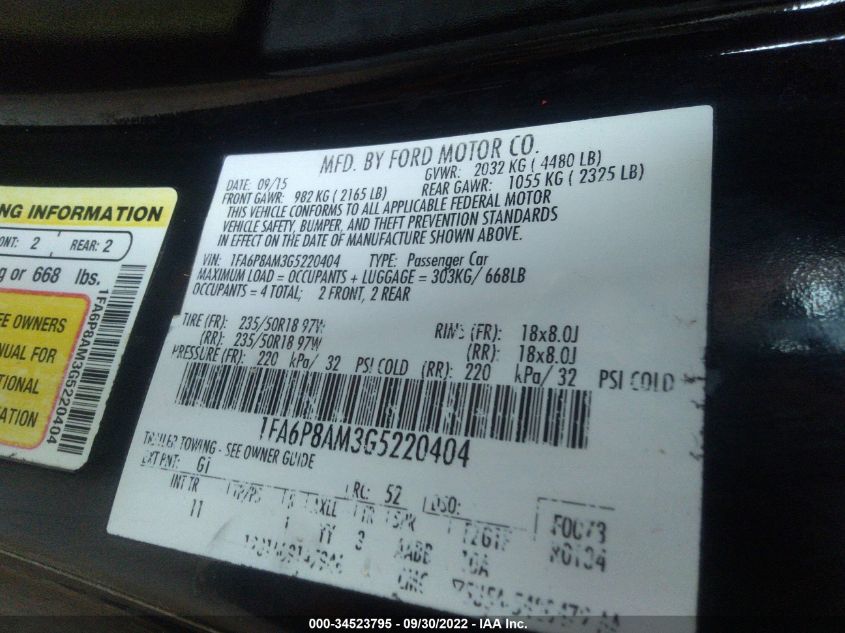 NG INFORMATION
ONT: 2 REAR: 2
g or 668 lbs.
EE OWNERS
NUAL FOR
TIONAL
ATION
1FA6P8AM3G5220404
MFD. BY FORD MOTOR CO.
DATE: 09/15 GVWR: 2032 KG ( 4480 LB)
FRONT GAWR: 982 KG ( 2165 LB) REAR GAWR: 1055 KG ( 2325 LB)
THIS VEHICLE CONFORMS TO ALL APPLICABLE FEDERAL MOTOR
VEHICLE SAFETY, BUMPER, AND THEFT PREVENTION STANDARDS
IN EFFECT ON THE DATE OF MANUFACTURE SHOWN ABOVE.
VIN: 1FA6P8AM3G5220404 TYPE: Passenger Car
MAXIMUM LOAD = OCCUPANTS + LUGGAGE = 303KG/ 668LB
OCCUPANTS = 4 TOTAL; 2 FRONT, 2 REAR
TIRE (FR): 235/50R18 97W RIMS (FR): 18x8.0J
(RR): 235/50R18 97W (RR): 18x8.0J
PRESSURE (FR): 220 kPa/ 32 PSI COLD (RR): 220 kPa/ 32 PSI COLD
1FA6P8AM3G5220404
TRAILER TOWING - SEE OWNER GUIDE
EXT PNT: G1 RC: 52 DSO:
INT TR
11 1 YY 3
000-34523795 - 09/30/2022 - IAA Inc.